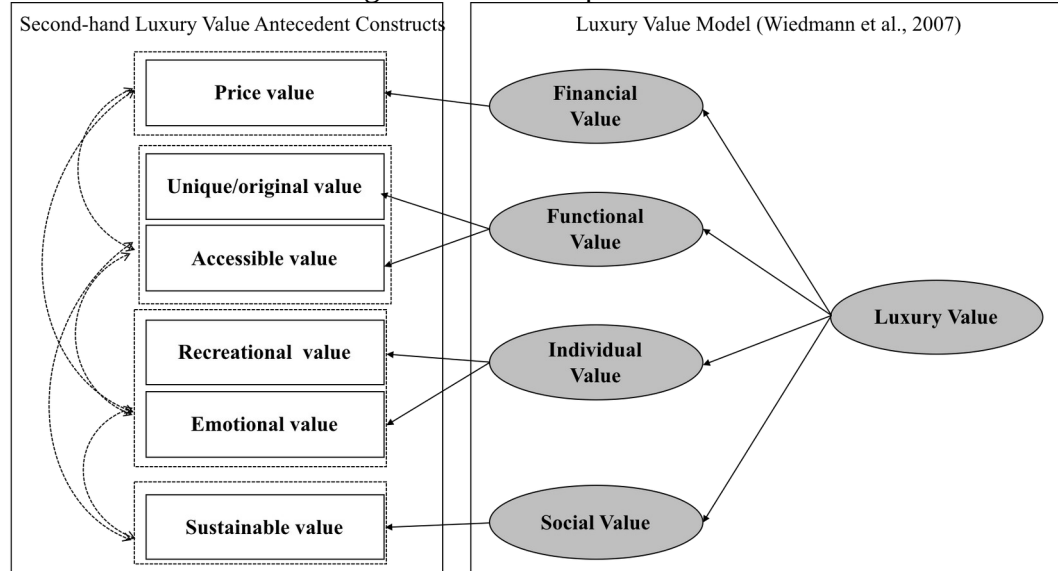 Second-hand Luxury Value Antecedent Constructs
Luxury Value Model (Wiedmann et al., 2007)
Price value
Financial
Value
Unique/original value
Accessible value
Functional
Value
Luxury Value
Recreational value
Emotional value
Individual
Value
Sustainable value
Social Value